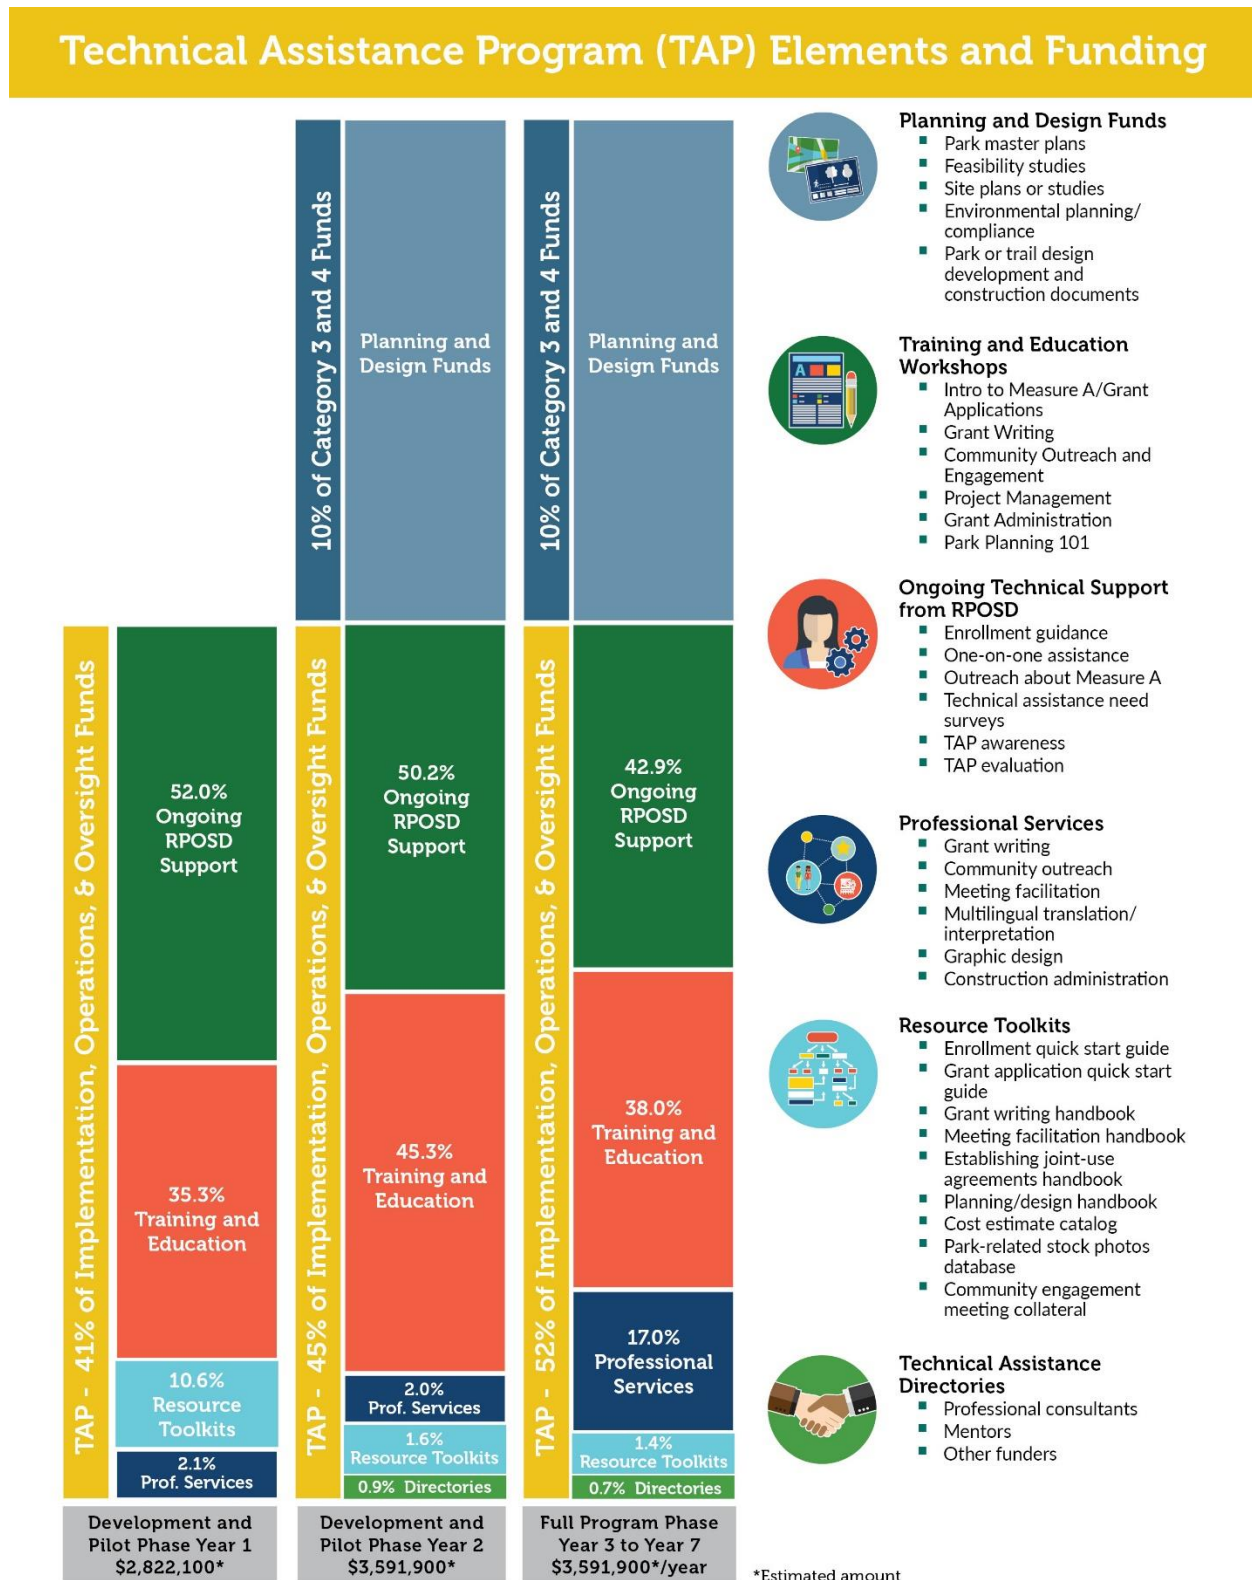 Technical Assistance Program (TAP) Elements and Funding
TAP - 41% of Implementation, Operations, & Oversight Funds
52.0%
Ongoing
RPOSD
Support
35.3%
Training and
Education
10.6%
Resource
Toolkits
2.1%
Prof. Services
Development and
Pilot Phase Year 1
$2,822,100*
10% of Category 3 and 4 Funds
Planning and
Design Funds
TAP - 45% of Implementation, Operations, & Oversight Funds
50.2%
Ongoing
RPOSD
Support
45.3%
Training and
Education
2.0%
Prof. Services
1.6%
Resource Toolkits
0.9% Directories
Development and
Pilot Phase Year 2
$3,591,900*
10% of Category 3 and 4 Funds
Planning and
Design Funds
TAP - 52% of Implementation, Operations, & Oversight Funds
42.9%
Ongoing
RPOSD
Support
38.0%
Training and
Education
17.0%
Professional
Services
1.4%
Resource Toolkits
0.7% Directories
Full Program Phase
Year 3 to Year 7
$3,591,900*/year
Planning and Design Funds
Park master plans
Feasibility studies
Site plans or studies
Environmental planning/
compliance
Park or trail design
development and
construction documents
A
Training and Education
Workshops
Intro to Measure A/Grant
Applications
Grant Writing
Community Outreach and
Engagement
Project Management
Grant Administration
Park Planning 101
Ongoing Technical Support
from RPOSD
Enrollment guidance
One-on-one assistance
Outreach about Measure A
Technical assistance need
surveys
TAP awareness
TAP evaluation
Professional Services
Grant writing
Community outreach
Meeting facilitation
Multilingual translation/
interpretation
Graphic design
Construction administration
Resource Toolkits
Enrollment quick start guide
Grant application quick start
guide
Grant writing handbook
Meeting facilitation handbook
Establishing joint-use
agreements handbook
Planning/design handbook
Cost estimate catalog
Park-related stock photos
database
Community engagement
meeting collateral
Technical Assistance
Directories
Professional consultants
Mentors
Other funders
*Estimated amount